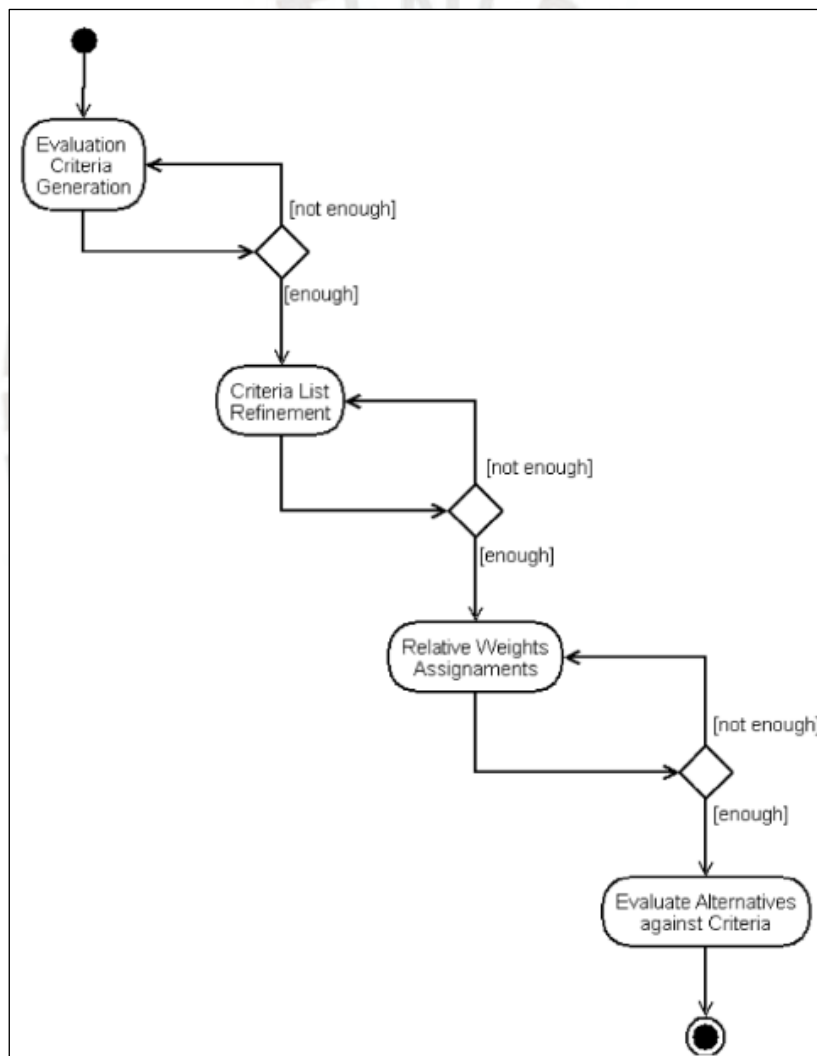 Evaluation
Criteria
Generation
[not enough]
[enough]
Criteria List
Refinement
[not enough]
[enough]
Relative Weights
Assignaments
[not enough]
[enough]
Evaluate Alternatives
against Criteria